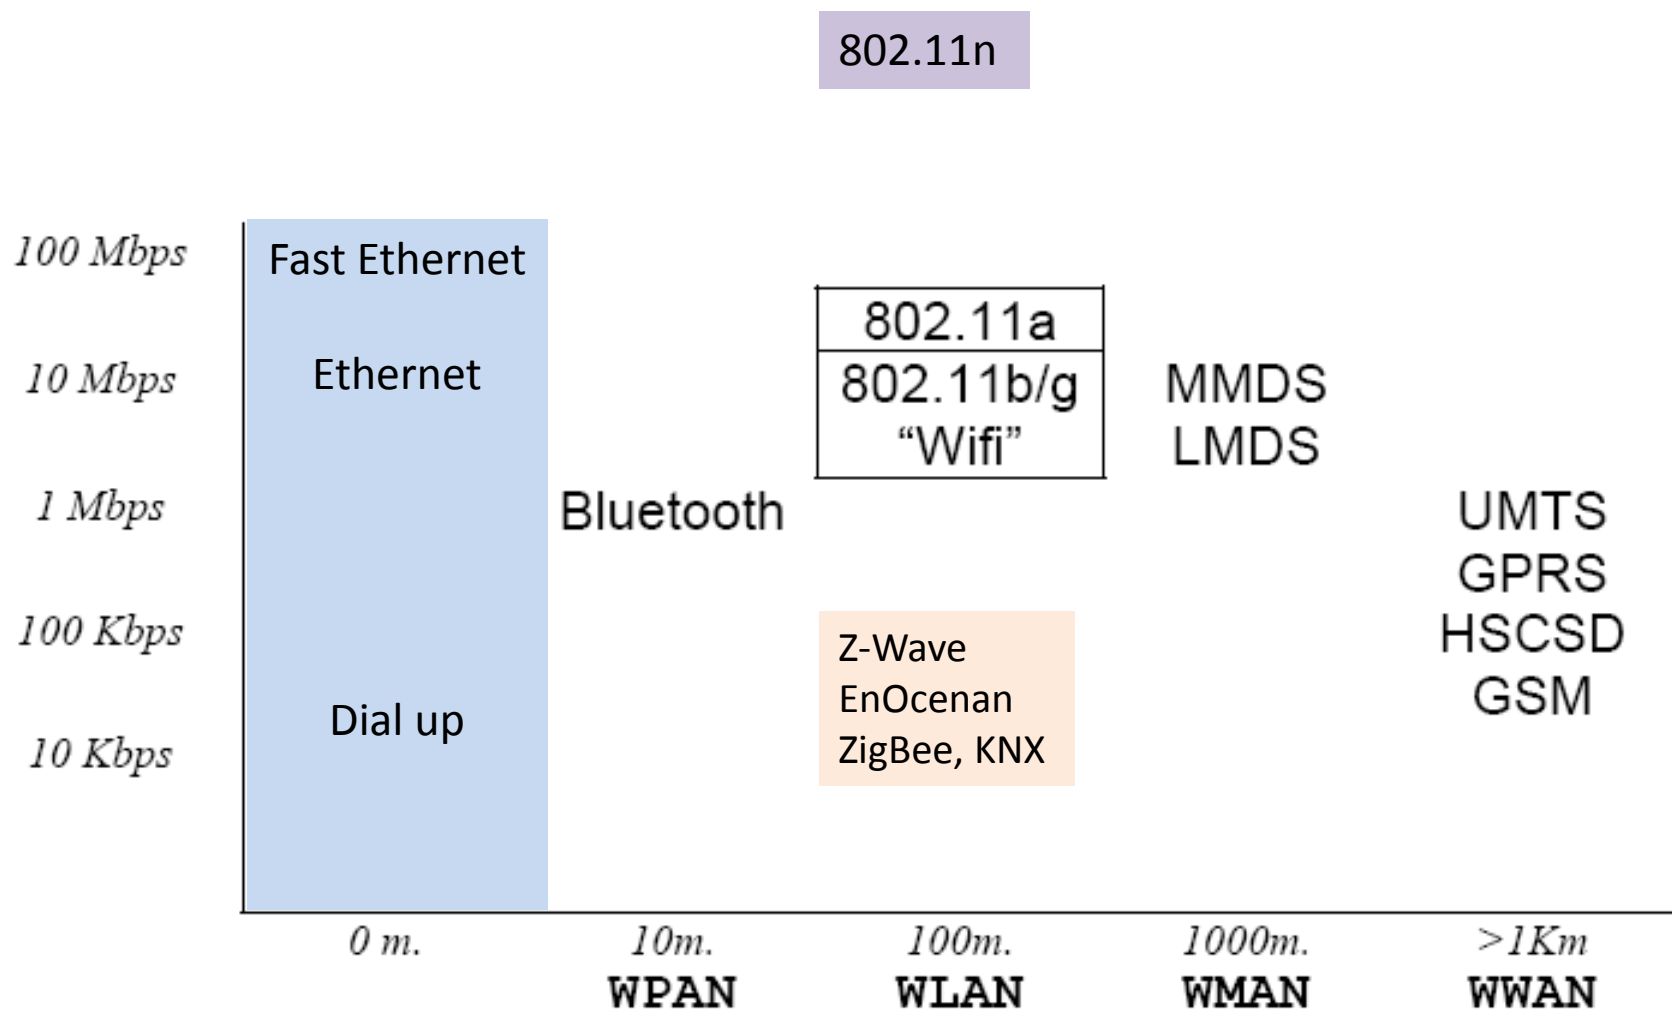 802.11n
100 Mbps
Fast Ethernet
802.11a
10 Mbps
Ethernet
802.11b/g
MMDS
“Wifi”
LMDS
1 Mbps
Bluetooth
UMTS
GPRS
100 Kbps
Z-Wave
HSCSD
EnOcenan
GSM
Dial up
10 Kbps
ZigBee, KNX
0 m.
10m.
100m.
1000m.
>1Km
WPAN
WLAN
WMAN
WWAN